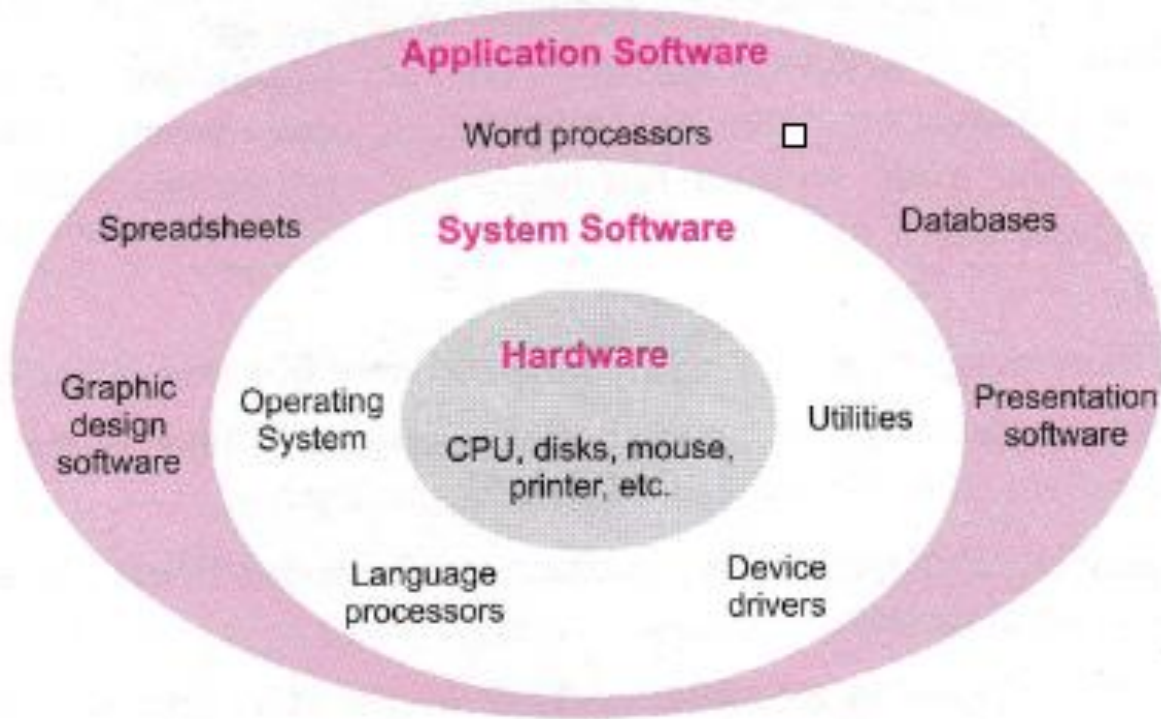 Application Software
Word processors
Spreadsheets
Databases
System Software
Hardware
Graphic
design
software
Operating
System
CPU, disks, mouse,
printer, etc.
Utilities
Presentation
software
Language
processors
Device
drivers